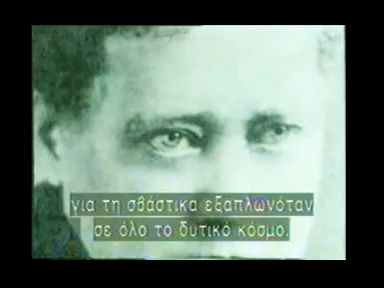 για τη σβάστικα εξαπλωνόταν
σε όλο το δυτικό κόσμο.